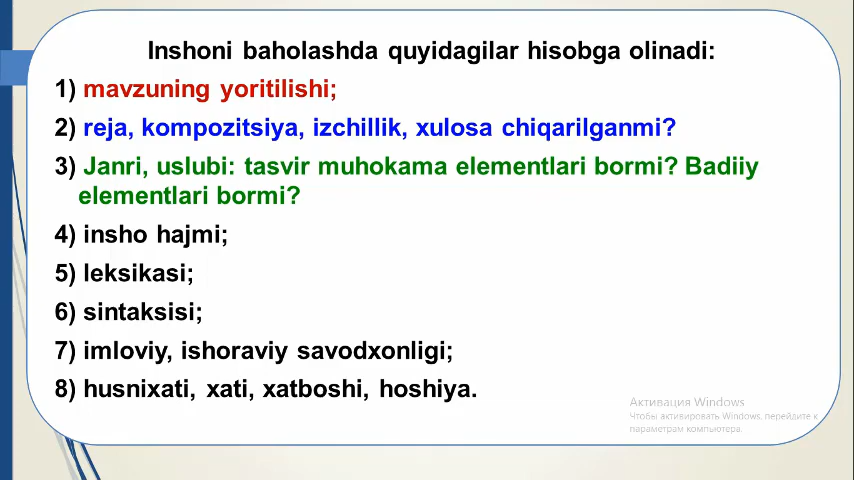 Inshoni baholashda quyidagilar hisobga olinadi:
1) mavzuning yoritilishi;
2) reja, kompozitsiya, izchillik, xulosa chiqarilganmi?
3) Janri, uslubi: tasvir muhokama elementlari bormi? Badiiy
elementlari bormi?
4) insho hajmi;
5) leksikasi;
6) sintaksisi;
7) imloviy, ishoraviy savodxonligi;
8) husnixati, xati, xatboshi, hoshiya.
Активация Windows
Чтобы активировать Windows, перейдите к
параметрам компьютера.